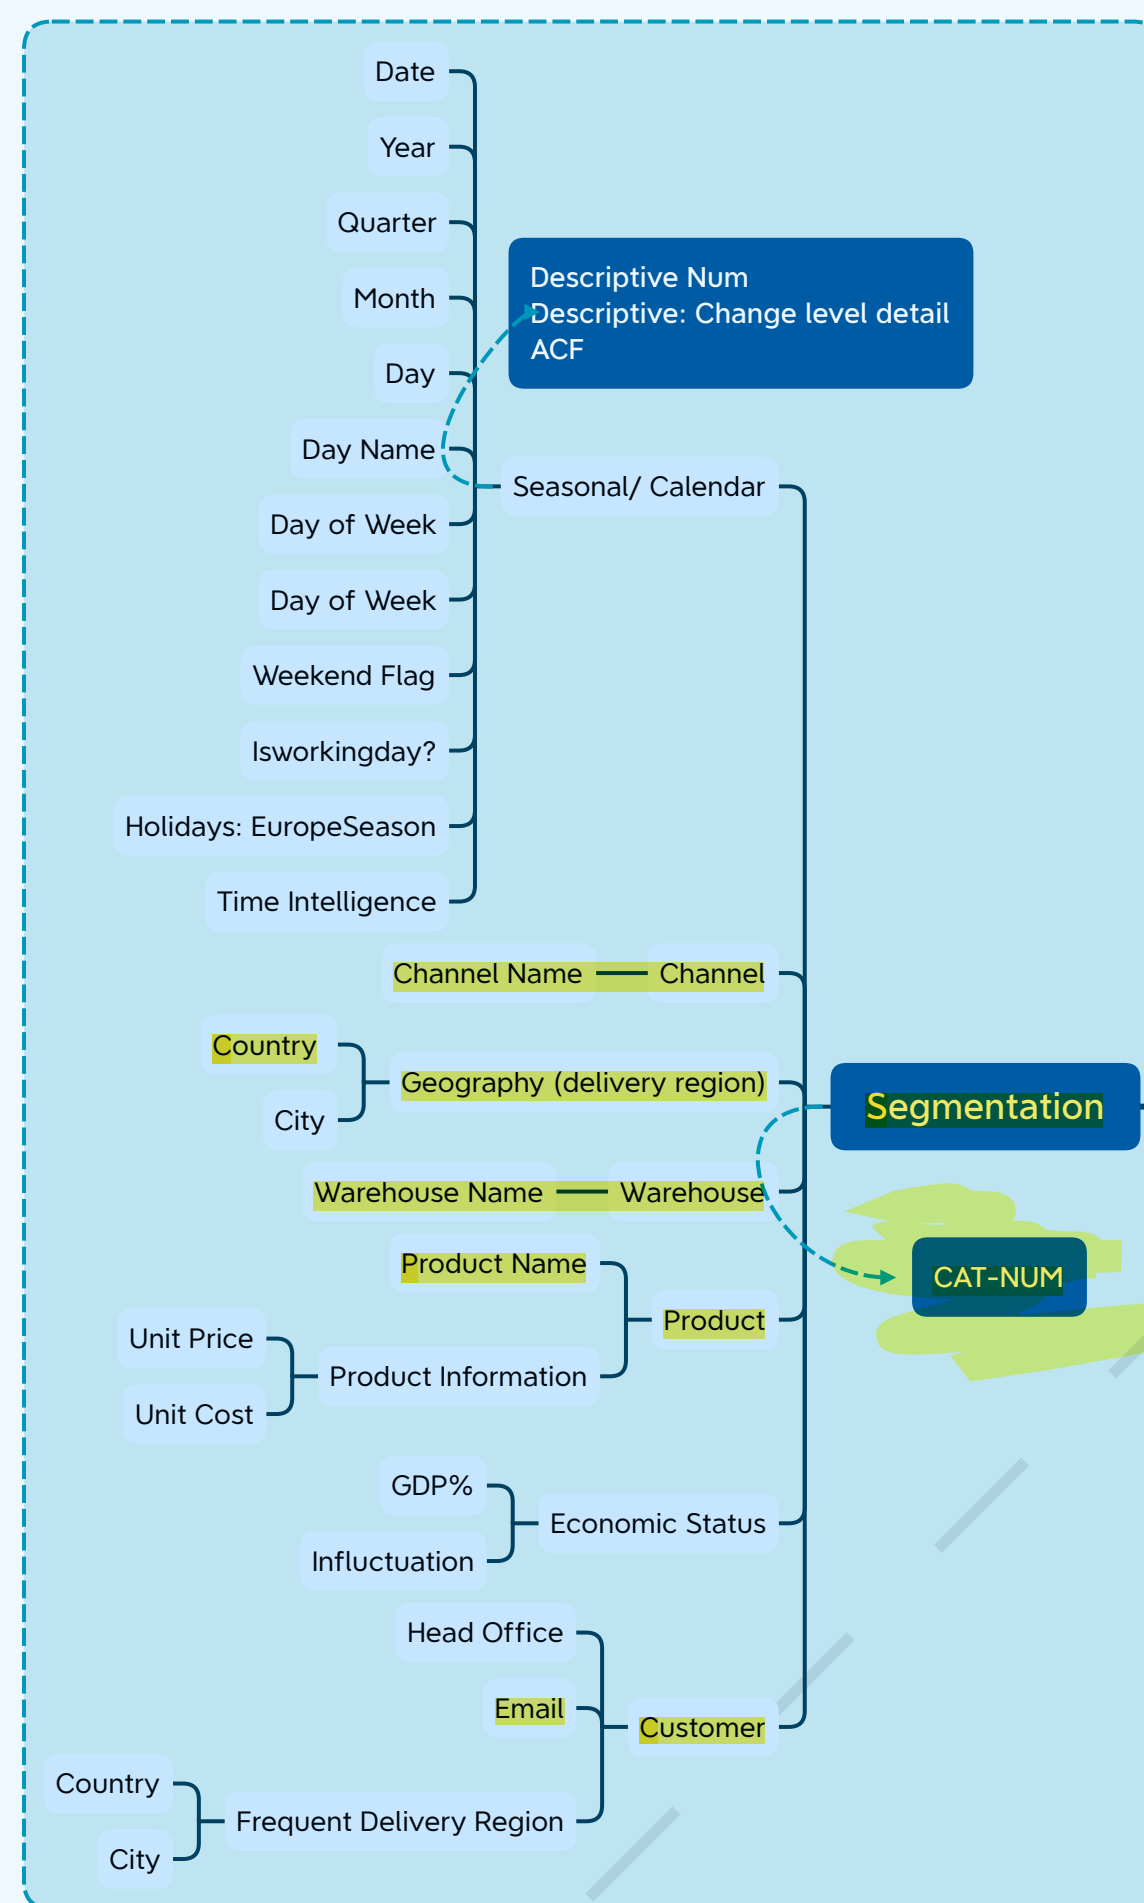 Date
Year
Quarter
Month
Day
Day Name
Day of Week
Day of Week
Weekend Flag
Isworkingday?
Holidays: EuropeSeason
Time Intelligence
Descriptive Num
Descriptive: Change level detail
ACF
Seasonal/ Calendar
Channel Name
Channel
Country
City
Geography (delivery region)
Warehouse Name
Warehouse
Product Name
Product
Unit Price
Unit Cost
Product Information
GDP%
Influctuation
Economic Status
Head Office
Email
Customer
Country
City
Frequent Delivery Region
Segmentation
CAT-NUM